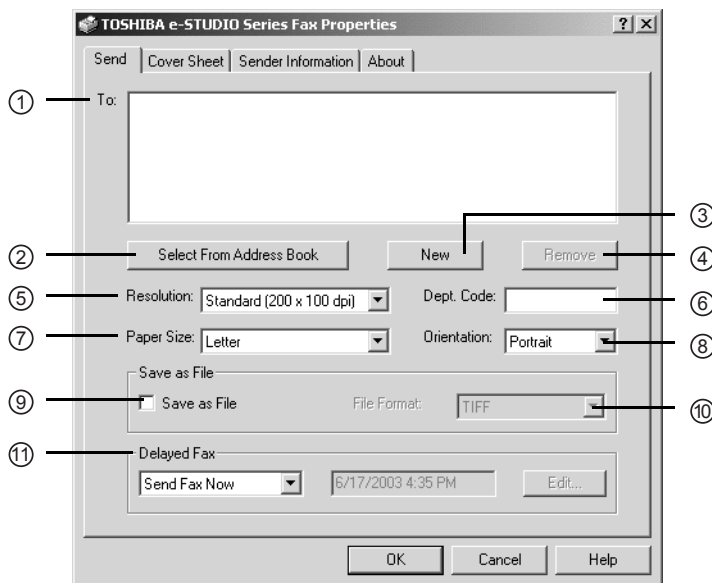 TOSHIBA e-STUDIO Series Fax Properties ? X
Send Cover Sheet Sender Information About
① To:
③
② Select From Address Book New Remove ④
⑤ Resolution: Standard (200 x 100 dpi) Dept. Code: ⑥
⑦ Paper Size: Letter Orientation: Portrait ⑧
Save as File
⑨ Save as File File Format: TIFF ⑩
⑪ Delayed Fax
Send Fax Now 6/17/2003 4:35 PM Edit...
OK Cancel Help